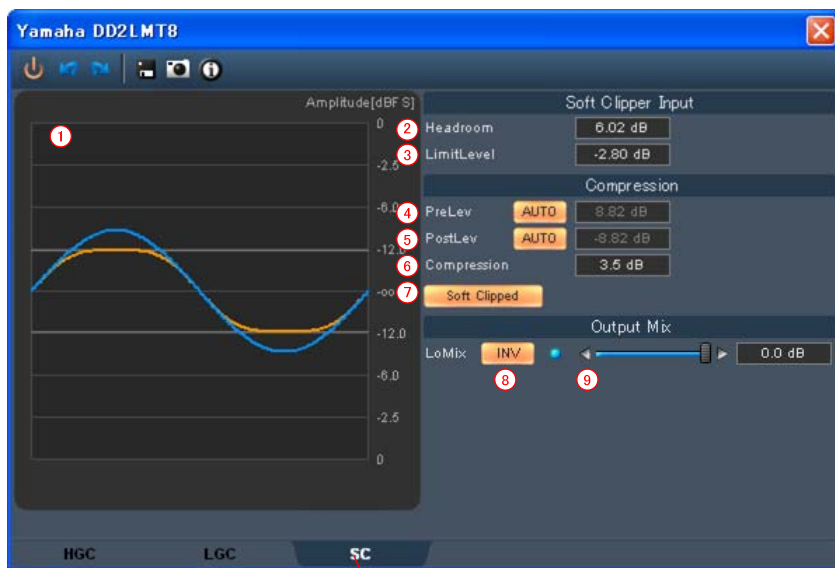 Yamaha DD2LMT8
Amplitude[dBFS]
1
0
-2.5
-6.0
-12.0
-∞
-12.0
-6.0
-2.5
0
Soft Clipper Input
2 Headroom 6.02 dB
3 LimitLevel -2.80 dB
Compression
4 PreLev AUTO 8.82 dB
5 PostLev AUTO -8.82 dB
6 Compression 3.5 dB
7 Soft Clipped
Output Mix
LoMix INV 0.0 dB
8 9
HGC LGC SC